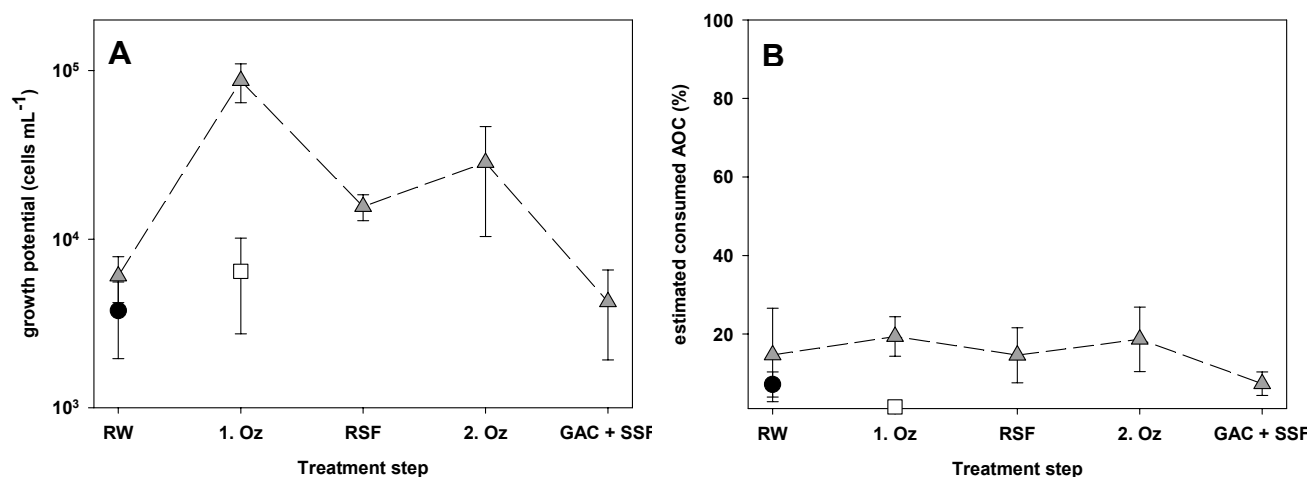 A
growth potential (cells mL-1)
10^5
10^4
10^3
RW
1. Oz
RSF
2. Oz
GAC + SSF
Treatment step
B
estimated consumed AOC (%)
100
80
60
40
20
RW
1. Oz
RSF
2. Oz
GAC + SSF
Treatment step